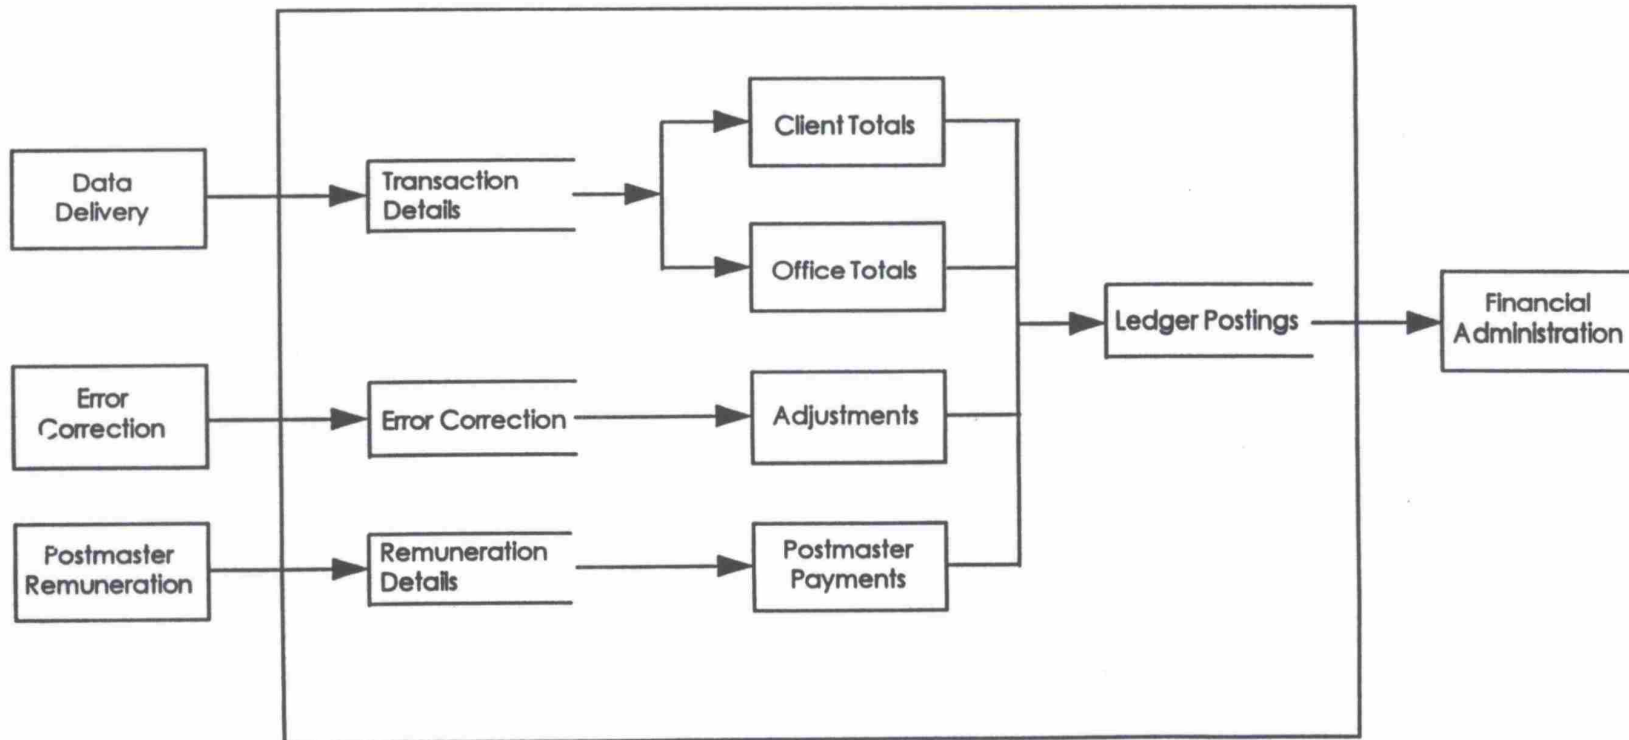 Data
Delivery
Transaction
Details
Client Totals
Office Totals
Ledger Postings
Financial
Administration
Error
Correction
Error Correction
Adjustments
Postmaster
Remuneration
Remuneration
Details
Postmaster
Payments